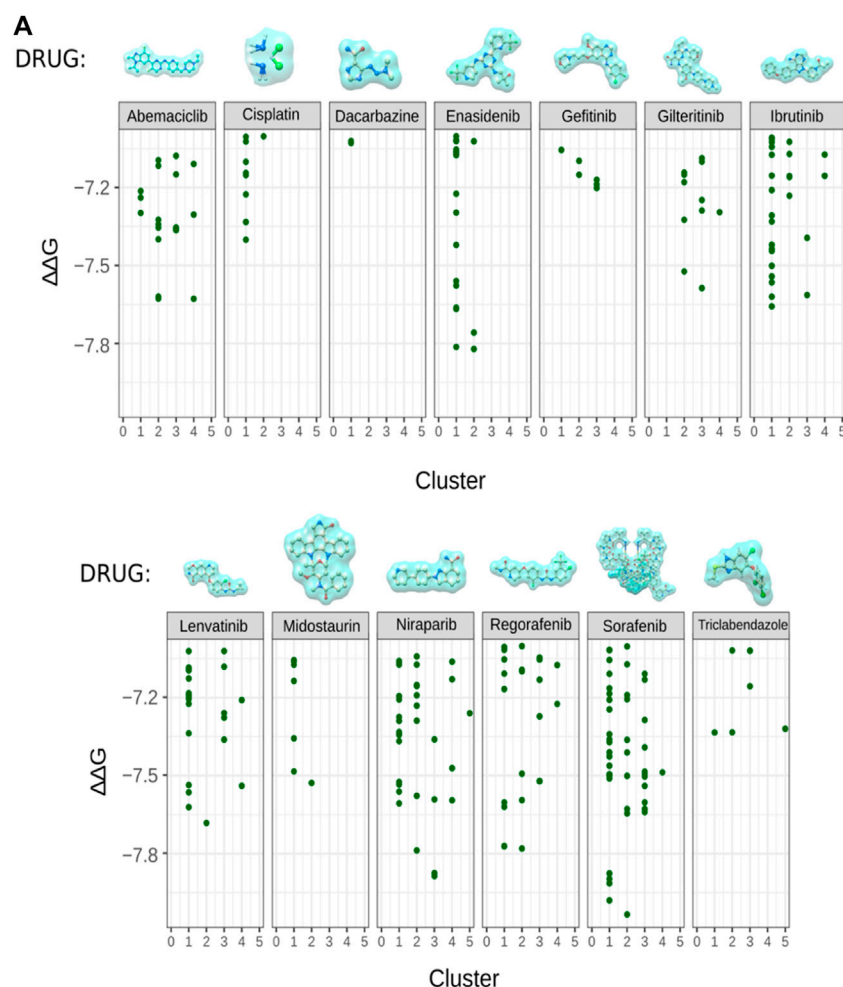 A
DRUG:
Abemaciclib Cisplatin Dacarbazine Enasidenib Gefitinib Gilteritinib Ibrutinib
−7.2
−7.5
−7.8
ΔΔG
0 1 2 3 4 5 0 1 2 3 4 5 0 1 2 3 4 5 0 1 2 3 4 5 0 1 2 3 4 5 0 1 2 3 4 5 0 1 2 3 4 5
Cluster
DRUG:
Lenvatinib Midostaurin Niraparib Regorafenib Sorafenib Triclabendazole
−7.2
−7.5
−7.8
ΔΔG
0 1 2 3 4 5 0 1 2 3 4 5 0 1 2 3 4 5 0 1 2 3 4 5 0 1 2 3 4 5 0 1 2 3 4 5
Cluster